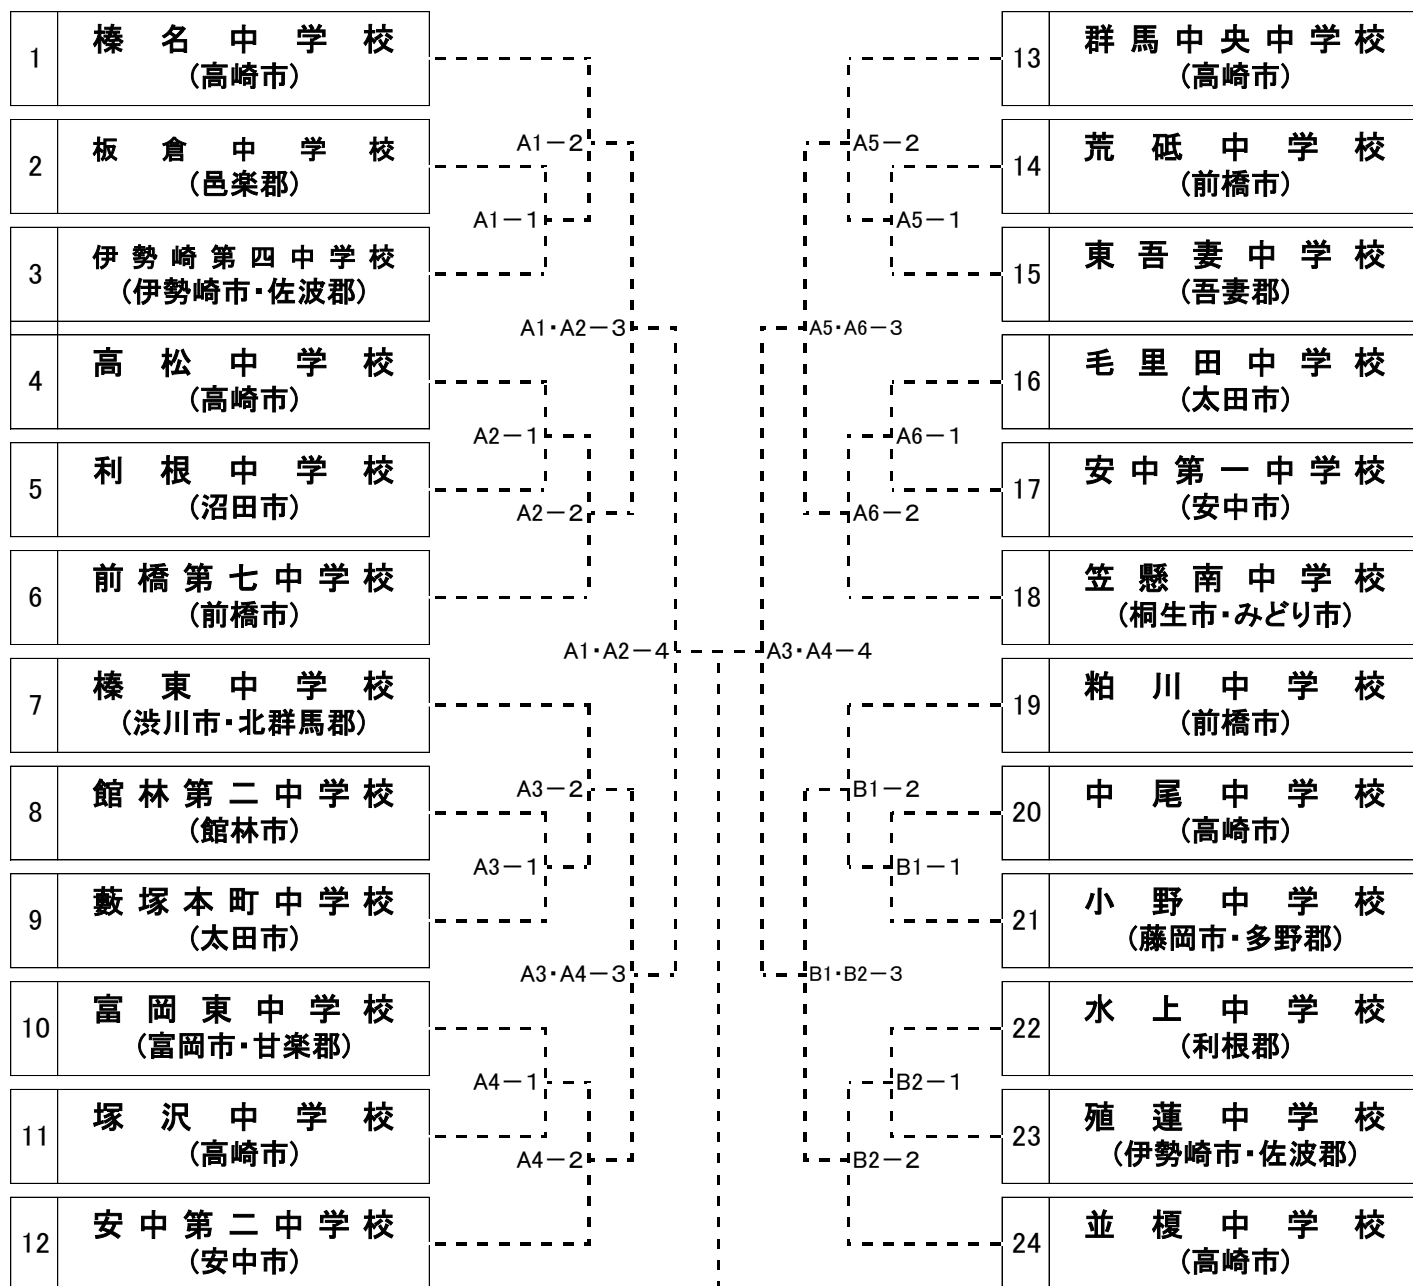 1
榛名中学校
(高崎市)
2
板倉中学校
(邑楽郡)
3
伊勢崎第四中学校
(伊勢崎市・佐波郡)
4
高松中学校
(高崎市)
5
利根中学校
(沼田市)
6
前橋第七中学校
(前橋市)
7
榛東中学校
(渋川市・北群馬郡)
8
館林第二中学校
(館林市)
9
藪塚本町中学校
(太田市)
10
富岡東中学校
(富岡市・甘楽郡)
11
塚沢中学校
(高崎市)
12
安中第二中学校
(安中市)
A1－2
A1－1
A1・A2－3
A2－1
A2－2
A1・A2－4
A3－2
A3－1
A3・A4－3
A4－1
A4－2
A5－2
A5－1
A5・A6－3
A6－1
A6－2
A3・A4－4
B1－2
B1－1
B1・B2－3
B2－1
B2－2
13
群馬中央中学校
(高崎市)
14
荒砥中学校
(前橋市)
15
東吾妻中学校
(吾妻郡)
16
毛里田中学校
(太田市)
17
安中第一中学校
(安中市)
18
笠懸南中学校
(桐生市・みどり市)
19
粕川中学校
(前橋市)
20
中尾中学校
(高崎市)
21
小野中学校
(藤岡市・多野郡)
22
水上中学校
(利根郡)
23
殖蓮中学校
(伊勢崎市・佐波郡)
24
並榎中学校
(高崎市)